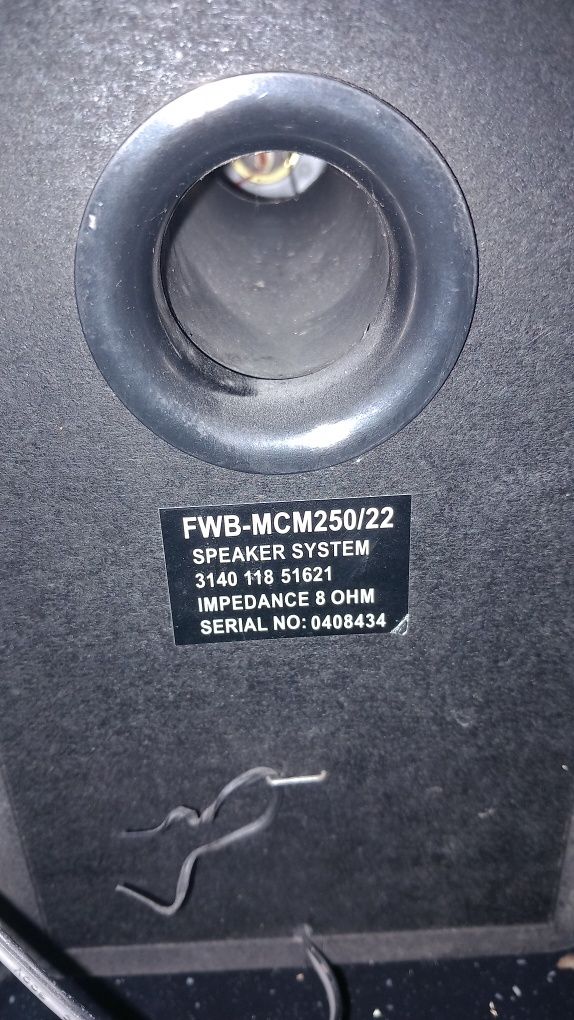 FWB-MCM250/22
SPEAKER SYSTEM
3140 118 51621
IMPEDANCE 8 OHM
SERIAL NO: 0408434